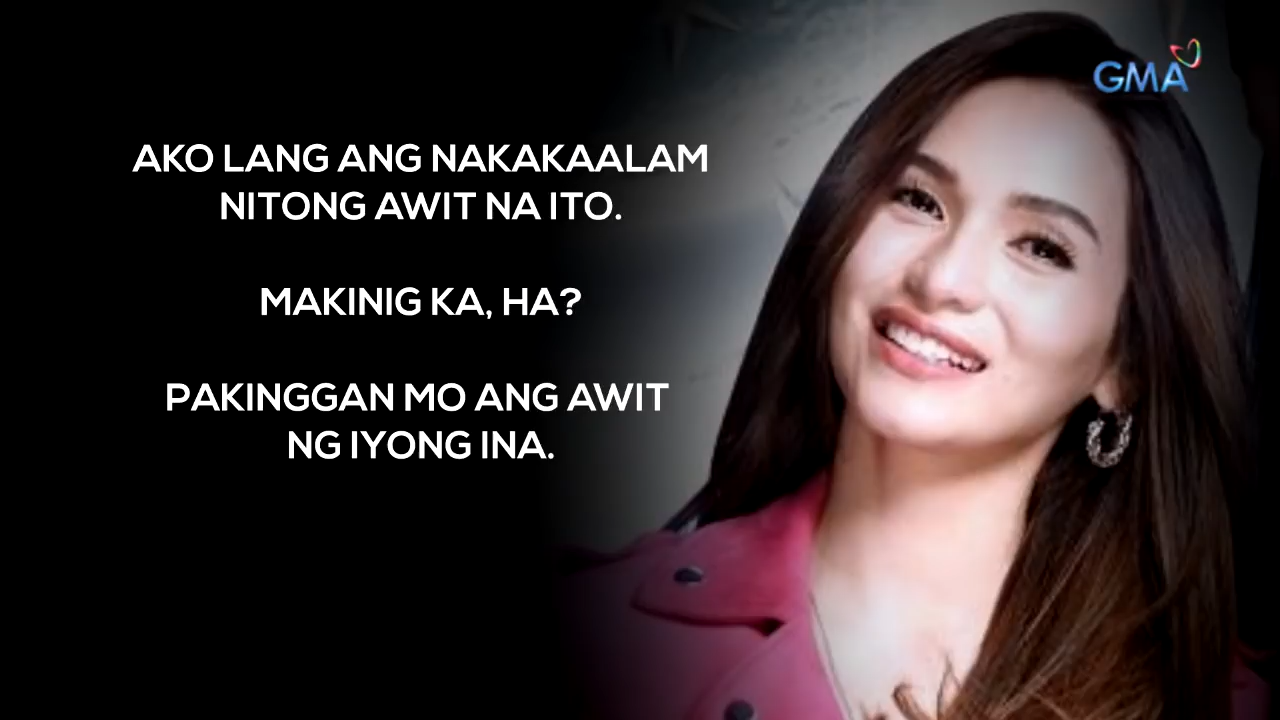 GMA
AKO LANG ANG NAKAKAALAM
NITONG AWIT NA ITO.
MAKINIG KA, HA?
PAKINGGAN MO ANG AWIT
NG IYONG INA.